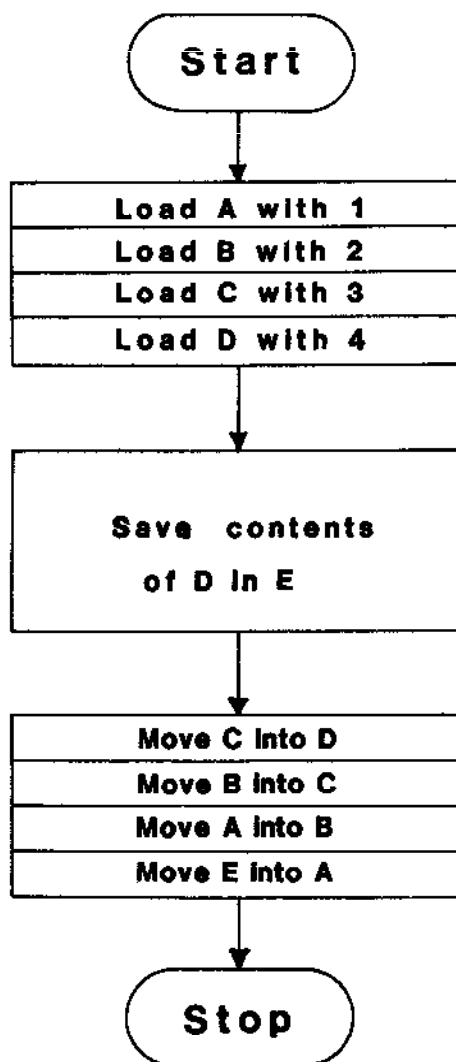 Start
Load A with 1
Load B with 2
Load C with 3
Load D with 4
Save contents
of D in E
Move C into D
Move B into C
Move A into B
Move E into A
Stop